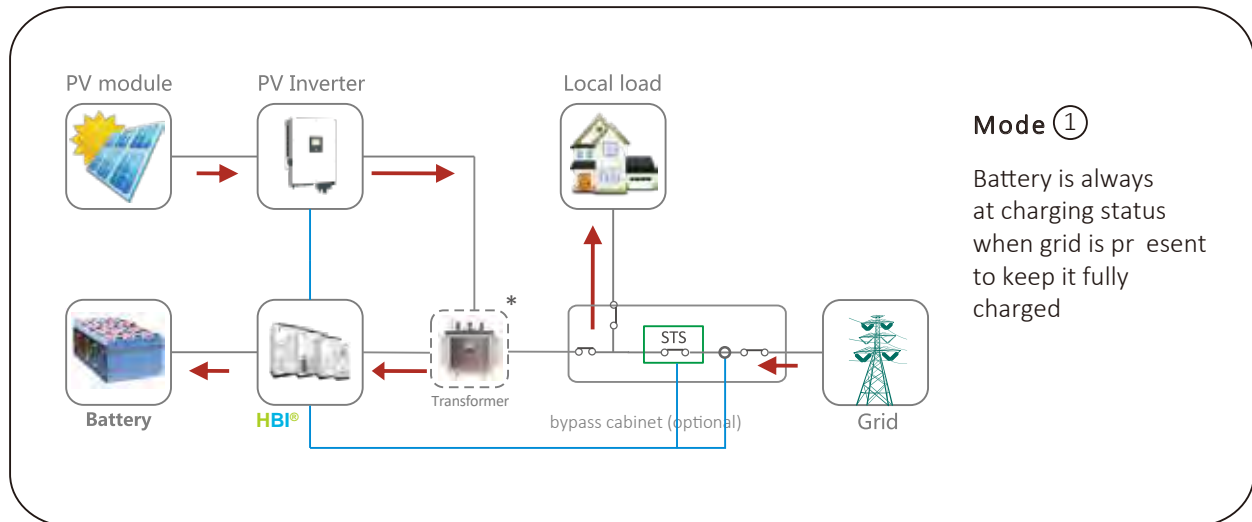 PV module
PV Inverter
Local load
Mode 1
Battery is always
at charging status
when grid is pr esent
to keep it fully
charged
*
STS
Transformer
Battery
HBI®
bypass cabinet (optional)
Grid